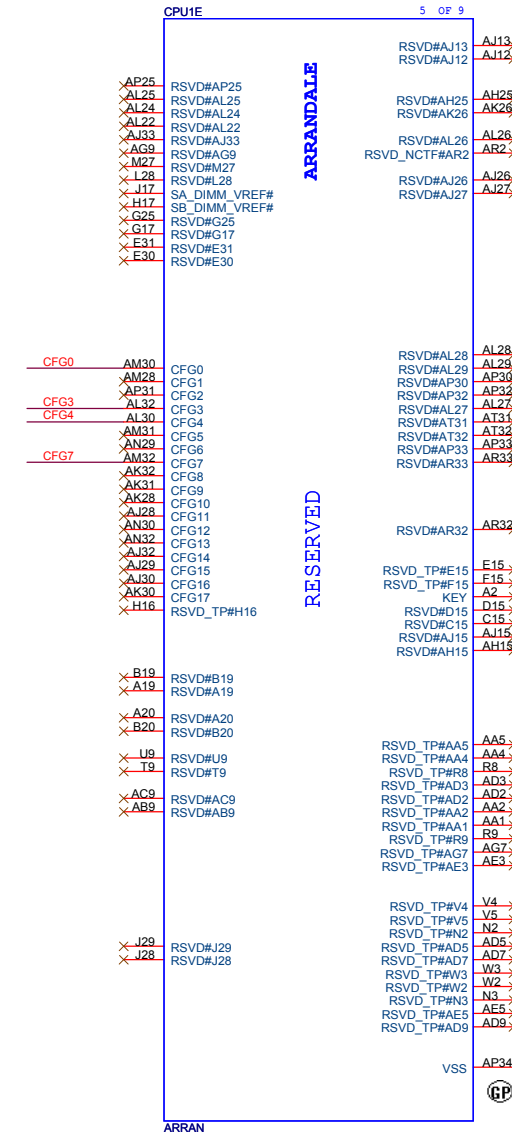 CPU1E 5 OF 9
ARRANDALE
RESERVED
AP25 RSVD#AP25
AL25 RSVD#AL25
AL24 RSVD#AL24
AL22 RSVD#AL22
AJ33 RSVD#AJ33
AG9 RSVD#AG9
M27 RSVD#M27
L28 RSVD#L28
J17 SA_DIMM_VREF#
H17 SB_DIMM_VREF#
G25 RSVD#G25
G17 RSVD#G17
E31 RSVD#E31
E30 RSVD#E30
CFG0 AM30 CFG0
AM28 CFG1
AP31 CFG2
CFG3 AL32 CFG3
CFG4 AL30 CFG4
AM31 CFG5
AN29 CFG6
CFG7 AM32 CFG7
AK32 CFG8
AK31 CFG9
AK28 CFG10
AJ28 CFG11
AN30 CFG12
AN32 CFG13
AJ32 CFG14
AJ29 CFG15
AJ30 CFG16
AK30 CFG17
H16 RSVD_TP#H16
B19 RSVD#B19
A19 RSVD#A19
A20 RSVD#A20
B20 RSVD#B20
U9 RSVD#U9
T9 RSVD#T9
AC9 RSVD#AC9
AB9 RSVD#AB9
J29 RSVD#J29
J28 RSVD#J28
RSVD#AJ13 AJ13
RSVD#AJ12 AJ12
RSVD#AH25 AH25
RSVD#AK26 AK26
RSVD#AL26 AL26
RSVD_NCTF#AR2 AR2
RSVD#AJ26 AJ26
RSVD#AJ27 AJ27
RSVD#AL28 AL28
RSVD#AL29 AL29
RSVD#AP30 AP30
RSVD#AP32 AP32
RSVD#AL27 AL27
RSVD#AT31 AT31
RSVD#AT32 AT32
RSVD#AP33 AP33
RSVD#AR33 AR33
RSVD#AR32 AR32
RSVD_TP#E15 E15
RSVD_TP#F15 F15
KEY A2
RSVD#D15 D15
RSVD#C15 C15
RSVD#AJ15 AJ15
RSVD#AH15 AH15
RSVD_TP#AA5 AA5
RSVD_TP#AA4 AA4
RSVD_TP#R8 R8
RSVD_TP#AD3 AD3
RSVD_TP#AD2 AD2
RSVD_TP#AA2 AA2
RSVD_TP#AA1 AA1
RSVD_TP#R9 R9
RSVD_TP#AG7 AG7
RSVD_TP#AE3 AE3
RSVD_TP#V4 V4
RSVD_TP#V5 V5
RSVD_TP#N2 N2
RSVD_TP#AD5 AD5
RSVD_TP#AD7 AD7
RSVD_TP#W3 W3
RSVD_TP#W2 W2
RSVD_TP#N3 N3
RSVD_TP#AE5 AE5
RSVD_TP#AD9 AD9
VSS AP34
GP
ARRAN